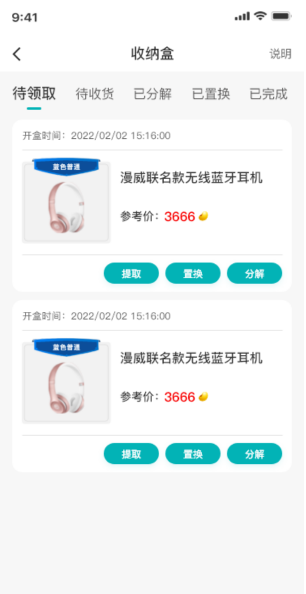 9:41
收纳盒
说明
待领取 待收货 已分解 已置换 已完成
开盒时间：2022/02/02 15:16:00
蓝色普通
漫威联名款无线蓝牙耳机
参考价：3666
提取 置换 分解
开盒时间：2022/02/02 15:16:00
蓝色普通
漫威联名款无线蓝牙耳机
参考价：3666
提取 置换 分解